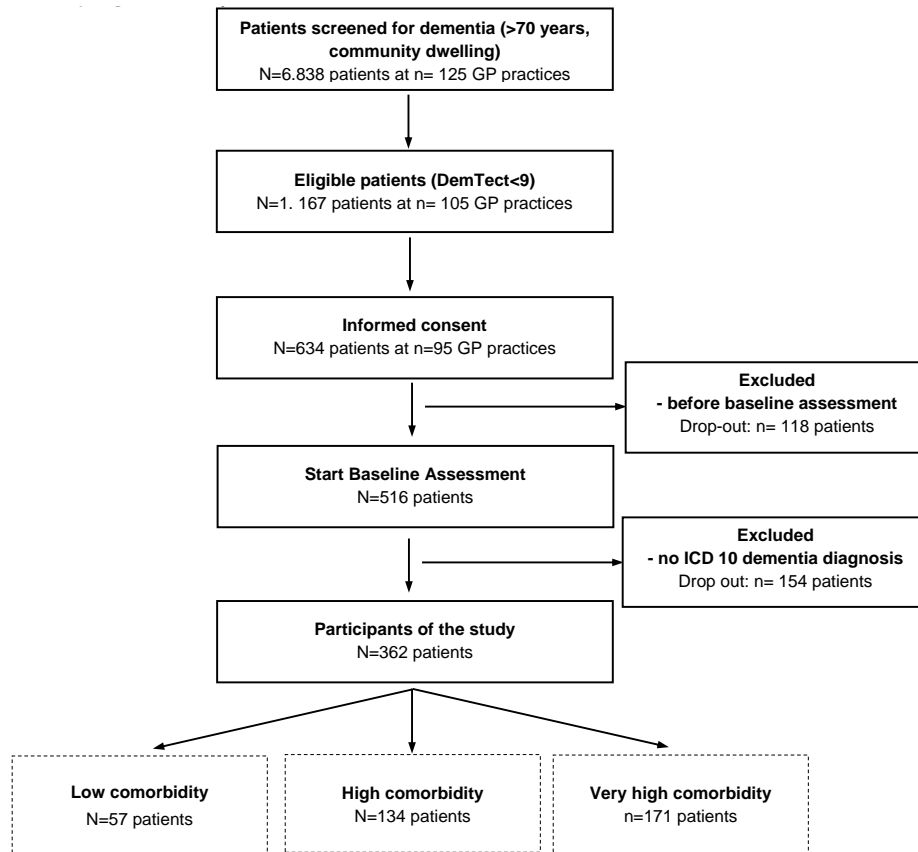 Patients screened for dementia (>70 years,
community dwelling)
N=6.838 patients at n= 125 GP practices
Eligible patients (DemTect<9)
N=1. 167 patients at n= 105 GP practices
Informed consent
N=634 patients at n=95 GP practices
Excluded
- before baseline assessment
Drop-out: n= 118 patients
Start Baseline Assessment
N=516 patients
Excluded
- no ICD 10 dementia diagnosis
Drop out: n= 154 patients
Participants of the study
N=362 patients
Low comorbidity
N=57 patients
High comorbidity
N=134 patients
Very high comorbidity
n=171 patients